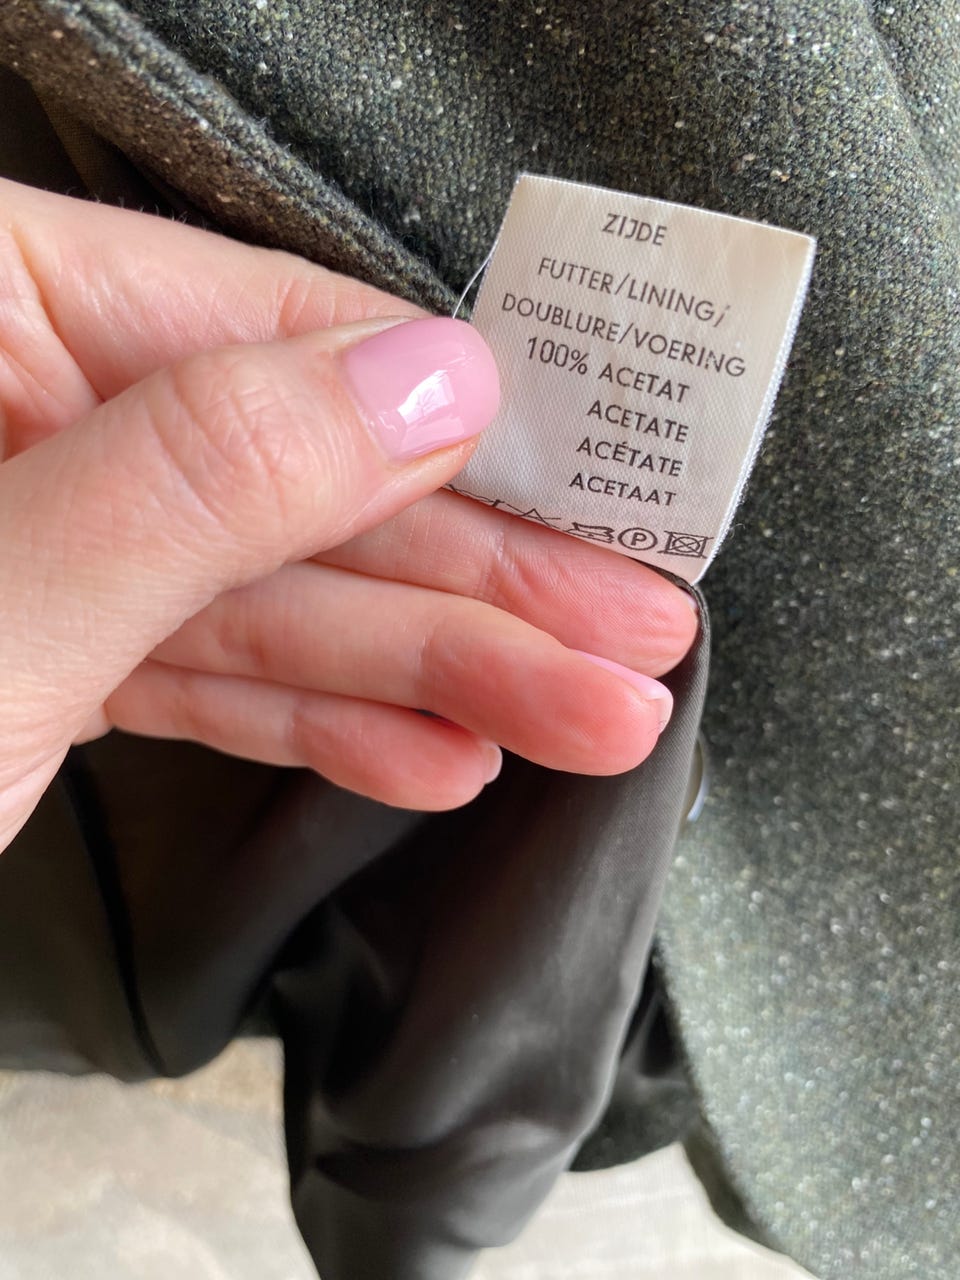 ZIJDE
FUTTER/LINING/
DOUBLURE/VOERING
100% ACETAT
ACETATE
ACÉTATE
ACETAAT
P